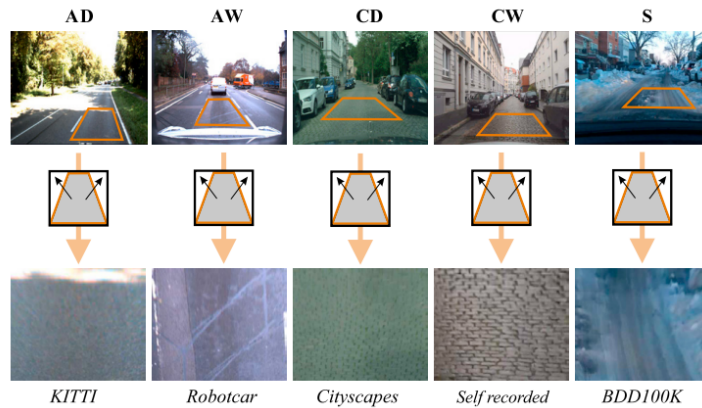 AD AW CD CW S
KITTI Robotcar Cityscapes Self recorded BDD100K